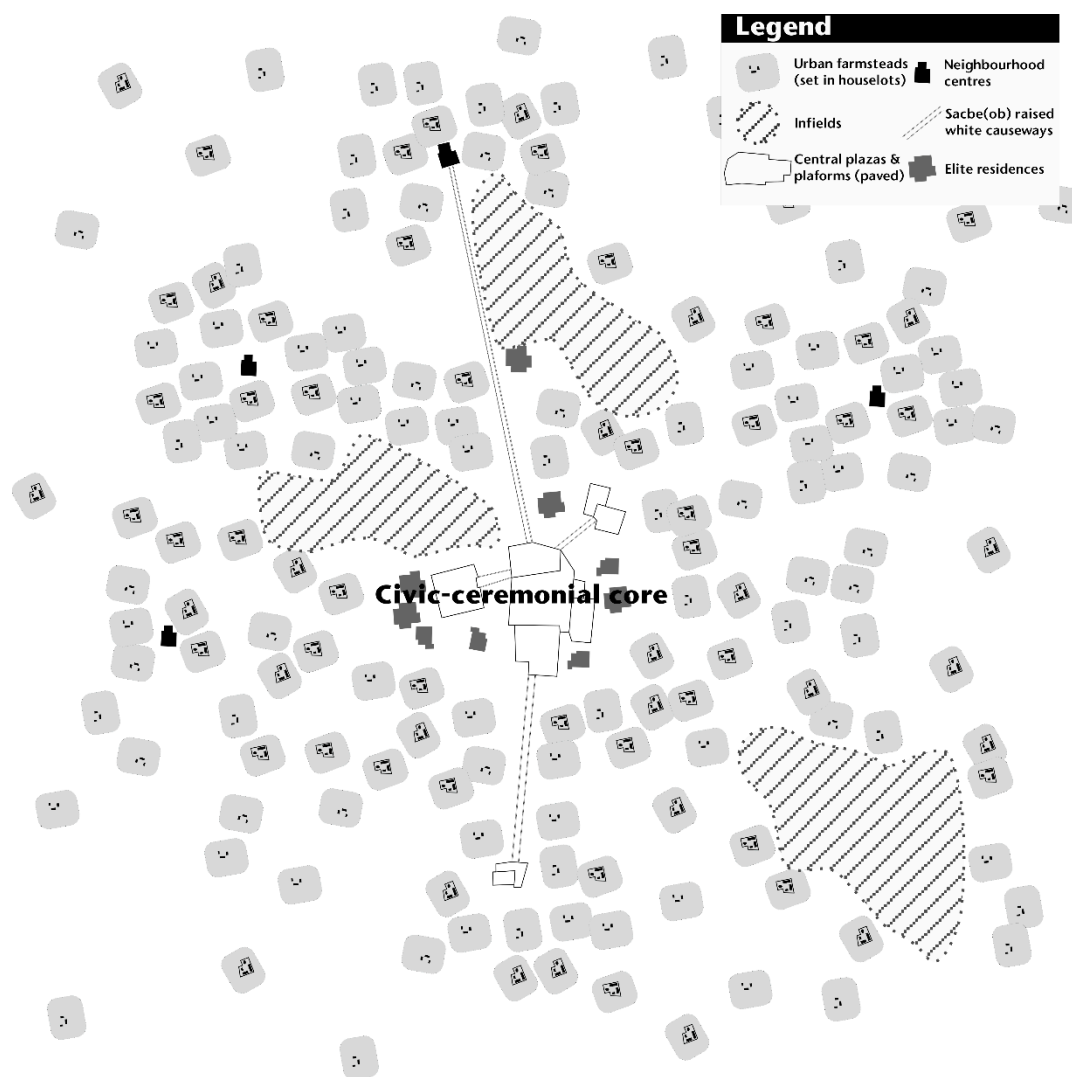 Legend
Urban farmsteads
(set in houselots)
Neighbourhood
centres
Infields
Sacbe(ob) raised
white causeways
Central plazas &
plaforms (paved)
Elite residences
Civic-ceremonial core